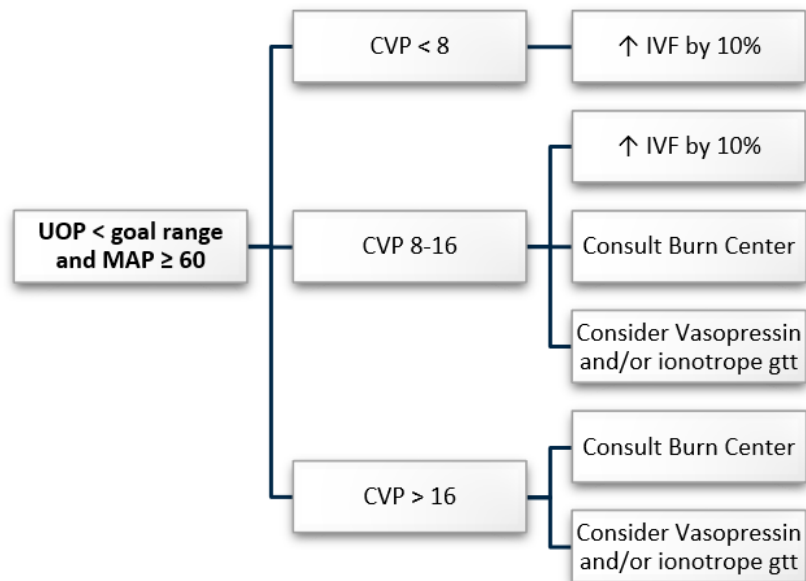 CVP < 8
↑ IVF by 10%
UOP < goal range
and MAP ≥ 60
CVP 8-16
↑ IVF by 10%
Consult Burn Center
Consider Vasopressin
and/or ionotrope gtt
CVP > 16
Consult Burn Center
Consider Vasopressin
and/or ionotrope gtt